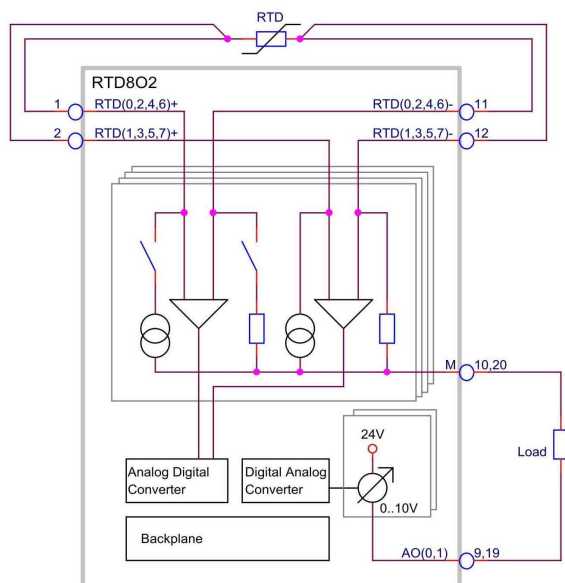 RTD
RTD8O2
1 RTD(0,2,4,6)+ RTD(0,2,4,6)- 11
2 RTD(1,3,5,7)+ RTD(1,3,5,7)- 12
M 10,20
24V
Load
Analog Digital
Converter
Digital Analog
Converter
0..10V
Backplane
AO(0,1) 9,19